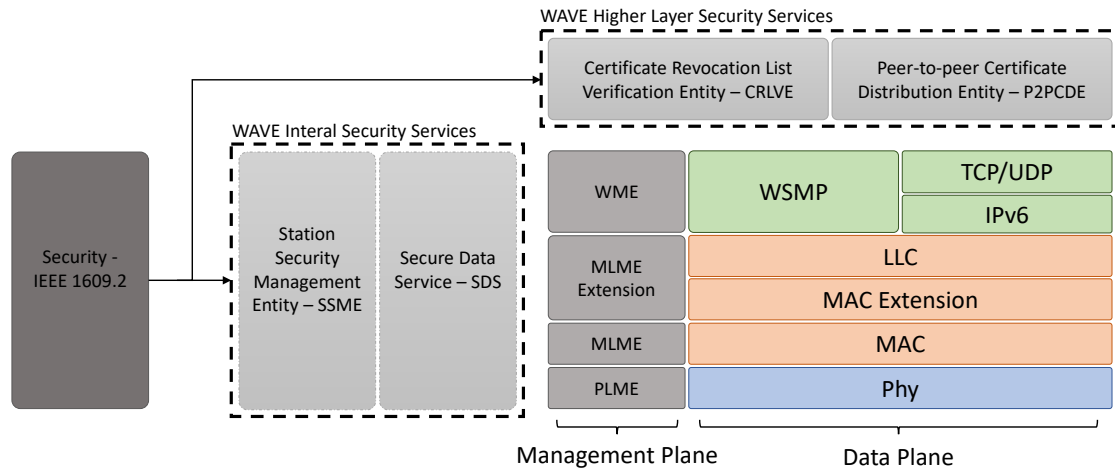 WAVE Higher Layer Security Services
Certificate Revocation List
Verification Entity – CRLVE
Peer-to-peer Certificate
Distribution Entity – P2PCDE
WAVE Interal Security Services
Security -
IEEE 1609.2
Station
Security
Management
Entity – SSME
Secure Data
Service – SDS
WME
WSMP
TCP/UDP
IPv6
MLME
Extension
LLC
MAC Extension
MLME
MAC
PLME
Phy
Management Plane
Data Plane